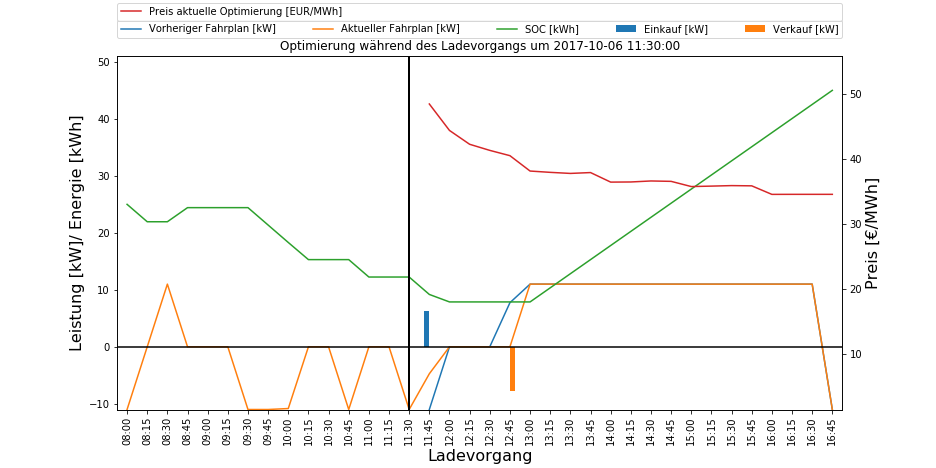 Preis aktuelle Optimierung [EUR/MWh]
Vorheriger Fahrplan [kW] Aktueller Fahrplan [kW] SOC [kWh] Einkauf [kW] Verkauf [kW]
Optimierung während des Ladevorgangs um 2017-10-06 11:30:00
Leistung [kW]/ Energie [kWh]
50
40
30
20
10
0
−10
50
40
30
20
10
Preis [€/MWh]
08:00 08:15 08:30 08:45 09:00 09:15 09:30 09:45 10:00 10:15 10:30 10:45 11:00 11:15 11:30 11:45 12:00 12:15 12:30 12:45 13:00 13:15 13:30 13:45 14:00 14:15 14:30 14:45 15:00 15:15 15:30 15:45 16:00 16:15 16:30 16:45
Ladevorgang